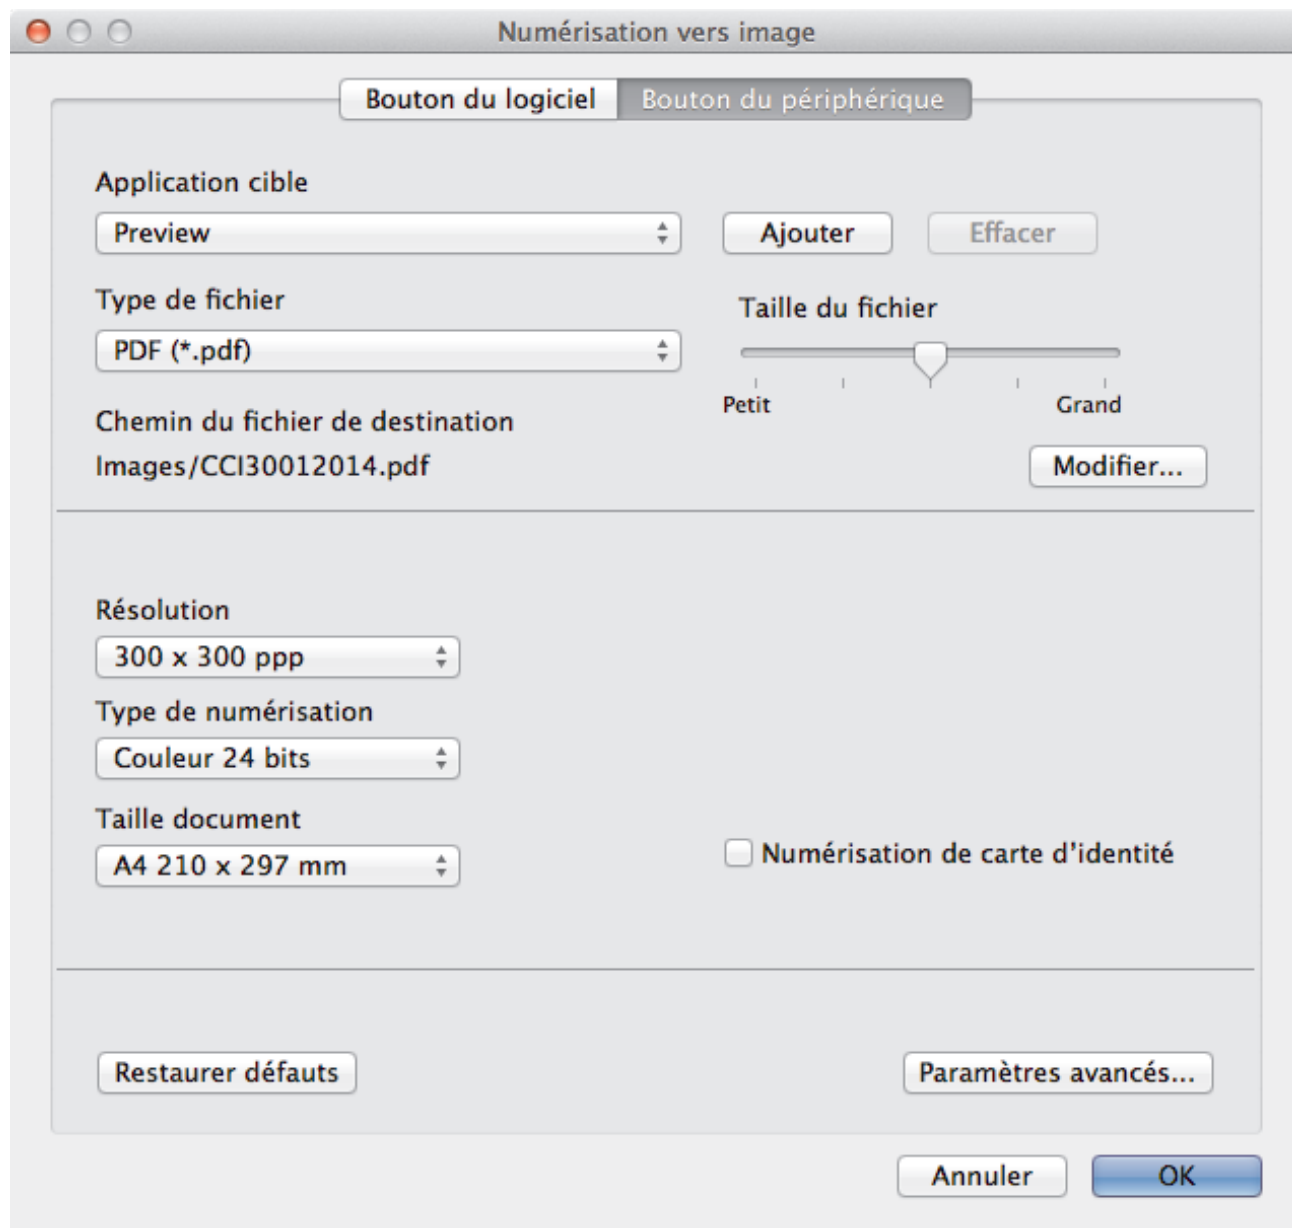 Numérisation vers image
Bouton du logiciel Bouton du périphérique
Application cible
Preview Ajouter Effacer
Type de fichier
Taille du fichier
PDF (*.pdf)
Petit Grand
Chemin du fichier de destination
Images/CCI30012014.pdf Modifier...
Résolution
300 x 300 ppp
Type de numérisation
Couleur 24 bits
Taille document
A4 210 x 297 mm
Numérisation de carte d'identité
Restaurer défauts Paramètres avancés...
Annuler OK